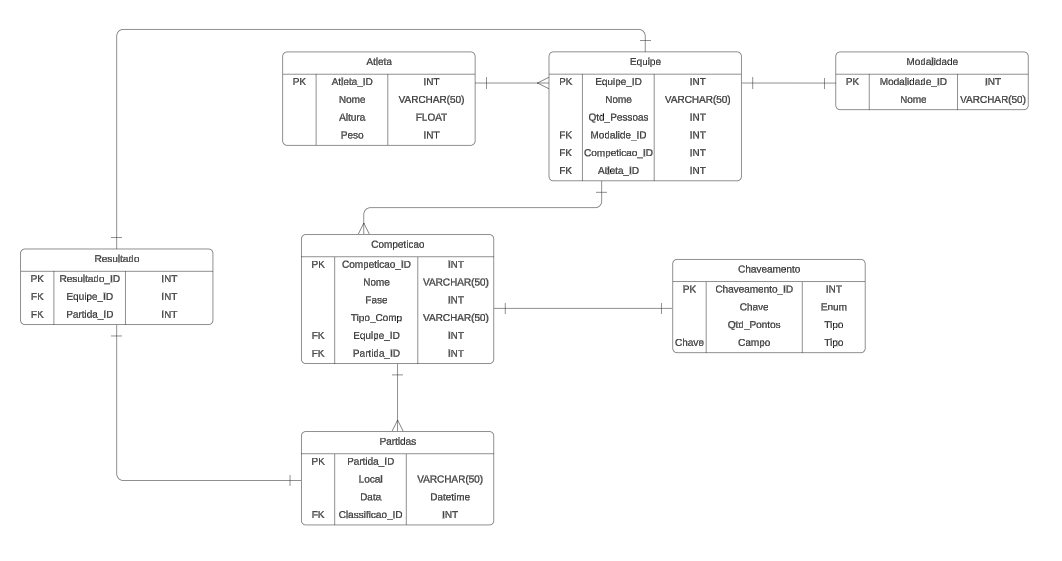 Atleta
PK Atleta_ID INT
Nome VARCHAR(50)
Altura FLOAT
Peso INT
Equipe
PK Equipe_ID INT
Nome VARCHAR(50)
Qtd_Pessoas INT
FK Modalide_ID INT
FK Competicao_ID INT
FK Atleta_ID INT
Modalidade
PK Modalidade_ID INT
Nome VARCHAR(50)
Resultado
PK Resultado_ID INT
FK Equipe_ID INT
FK Partida_ID INT
Competicao
PK Competicao_ID INT
Nome VARCHAR(50)
Fase INT
Tipo_Comp VARCHAR(50)
FK Equipe_ID INT
FK Partida_ID INT
Chaveamento
PK Chaveamento_ID INT
Chave Enum
Qtd_Pontos Tipo
Chave Campo Tipo
Partidas
PK Partida_ID
Local VARCHAR(50)
Data Datetime
FK Classificao_ID INT